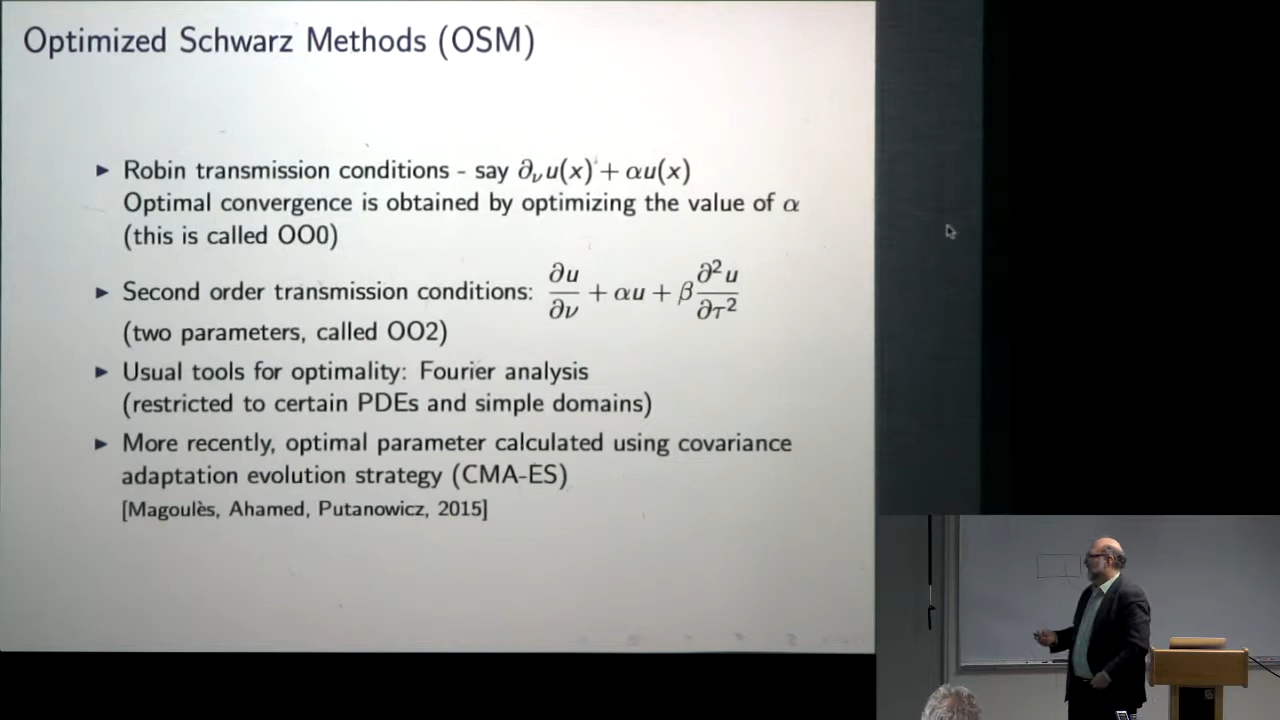 Optimized Schwarz Methods (OSM)
► Robin transmission conditions - say ∂νu(x) + αu(x)
Optimal convergence is obtained by optimizing the value of α
(this is called OO0)
► Second order transmission conditions: ∂u/∂ν + αu + β ∂²u/∂τ²
(two parameters, called OO2)
► Usual tools for optimality: Fourier analysis
(restricted to certain PDEs and simple domains)
► More recently, optimal parameter calculated using covariance
adaptation evolution strategy (CMA-ES)
[Magoulès, Ahamed, Putanowicz, 2015]